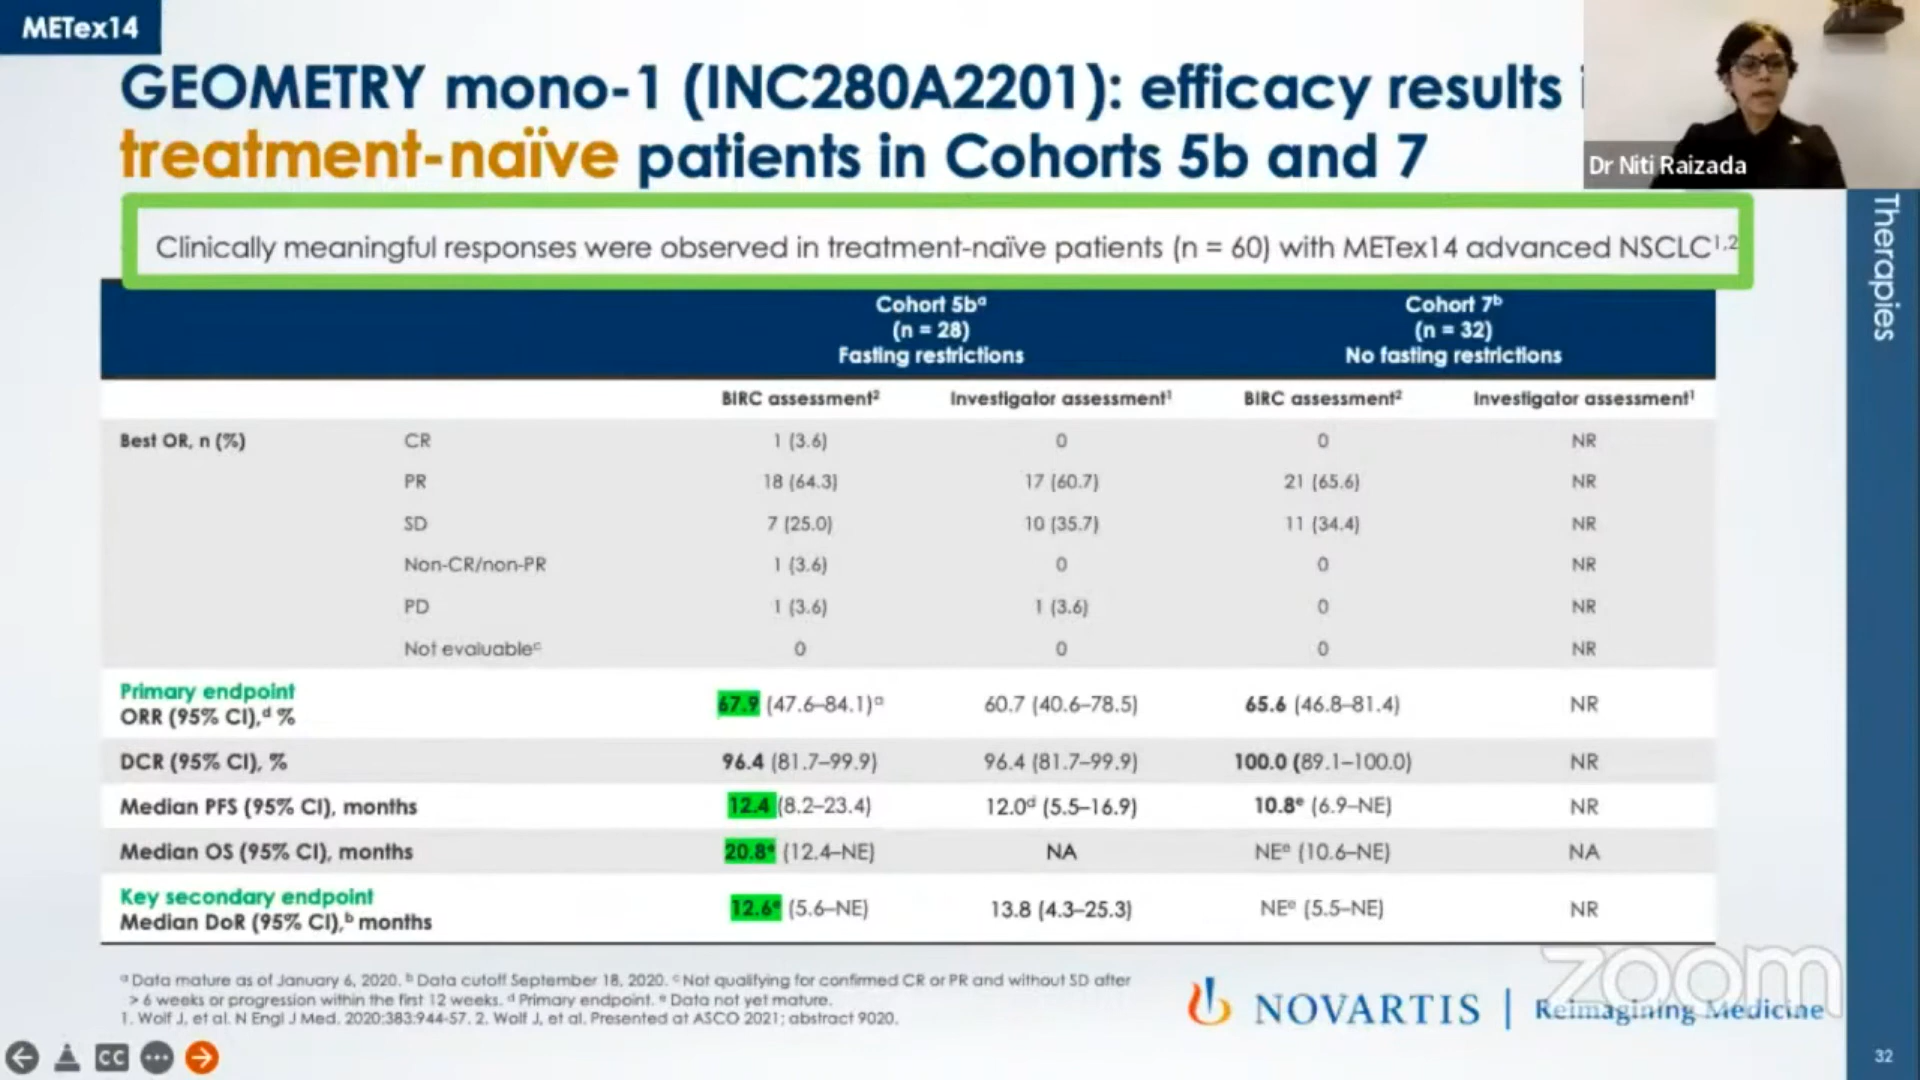 METex14
GEOMETRY mono-1 (INC280A2201): efficacy results
treatment-naïve patients in Cohorts 5b and 7
Dr Niti Raizada
Clinically meaningful responses were observed in treatment-naïve patients (n = 60) with METex14 advanced NSCLC¹,²
Therapies
Cohort 5bᵃ Cohort 7ᵇ
(n = 28) (n = 32)
Fasting restrictions No fasting restrictions
BIRC assessment² Investigator assessment¹ BIRC assessment² Investigator assessment¹
Best OR, n (%) CR 1 (3.6) 0 0 NR
PR 18 (64.3) 17 (60.7) 21 (65.6) NR
SD 7 (25.0) 10 (35.7) 11 (34.4) NR
Non-CR/non-PR 1 (3.6) 0 0 NR
PD 1 (3.6) 1 (3.6) 0 NR
Not evaluableᶜ 0 0 0 NR
Primary endpoint
ORR (95% CI),ᵈ % 67.9 (47.6–84.1)ᵃ 60.7 (40.6–78.5) 65.6 (46.8–81.4) NR
DCR (95% CI), % 96.4 (81.7–99.9) 96.4 (81.7–99.9) 100.0 (89.1–100.0) NR
Median PFS (95% CI), months 12.4 (8.2–23.4) 12.0ᵈ (5.5–16.9) 10.8ᵉ (6.9–NE) NR
Median OS (95% CI), months 20.8ᵉ (12.4–NE) NA NEᵉ (10.6–NE) NA
Key secondary endpoint
Median DoR (95% CI),ᵇ months 12.6ᵉ (5.6–NE) 13.8 (4.3–25.3) NEᵉ (5.5–NE) NR
ᵃ Data mature as of January 6, 2020. ᵇ Data cutoff September 18, 2020. ᶜ Not qualifying for confirmed CR or PR and without SD after
> 6 weeks or progression within the first 12 weeks. ᵈ Primary endpoint. ᵉ Data not yet mature.
1. Wolf J, et al. N Engl J Med. 2020;383:944-57. 2. Wolf J, et al. Presented at ASCO 2021; abstract 9020.
NOVARTIS | Reimagining Medicine
zoom
CC
32